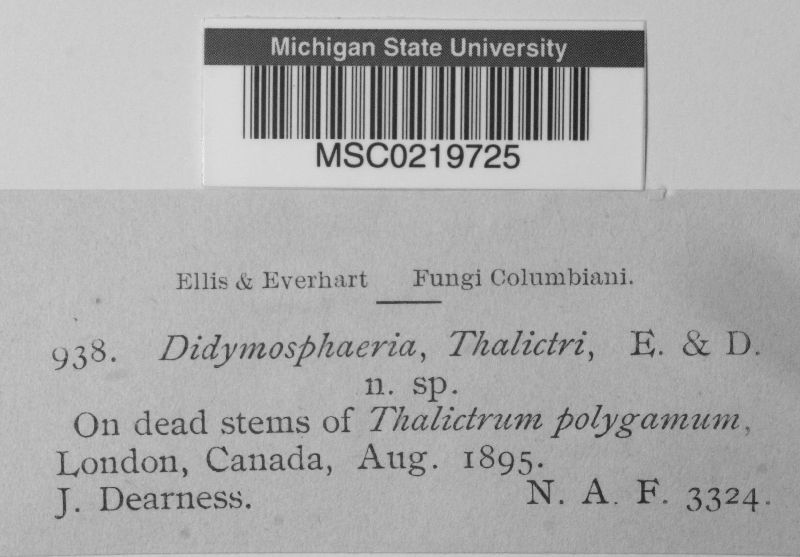 Michigan State University
MSC0219725
Ellis & Everhart Fungi Columbiani.
938. Didymosphaeria, Thalictri, E. & D.
n. sp.
On dead stems of Thalictrum polygamum,
London, Canada, Aug. 1895.
J. Dearness. N. A. F. 3324.